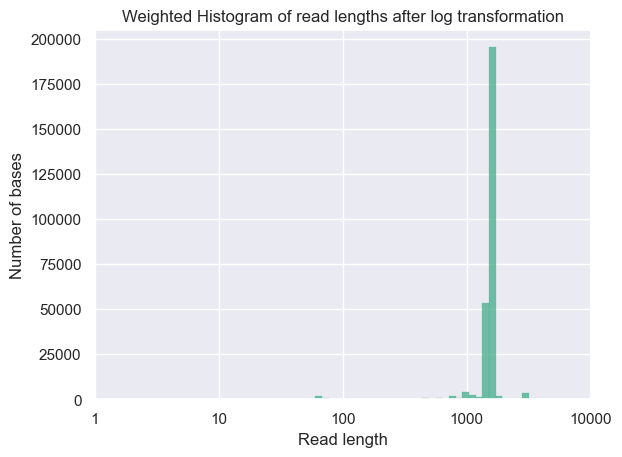 Weighted Histogram of read lengths after log transformation
200000
175000
150000
125000
100000
75000
50000
25000
0
Number of bases
1 10 100 1000 10000
Read length